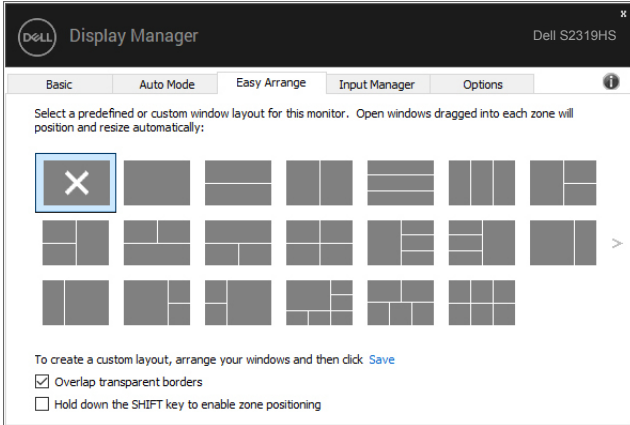 x
DELL Display Manager Dell S2319HS
Basic Auto Mode Easy Arrange Input Manager Options i
Select a predefined or custom window layout for this monitor. Open windows dragged into each zone will
position and resize automatically:
>
To create a custom layout, arrange your windows and then click Save
Overlap transparent borders
Hold down the SHIFT key to enable zone positioning